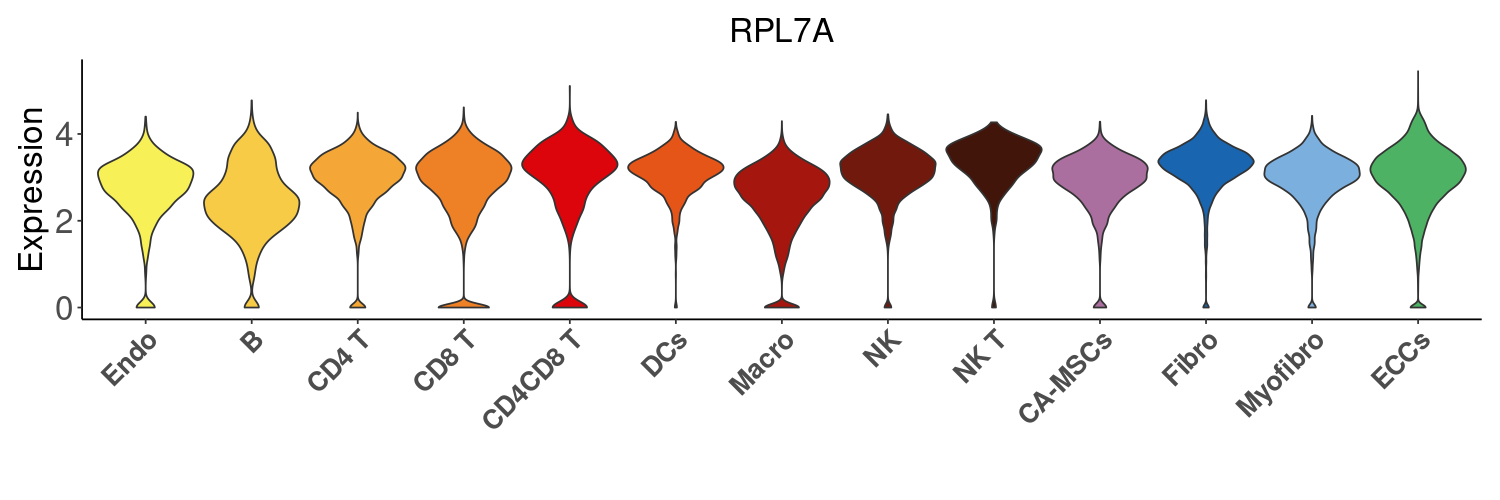 RPL7A
Expression
4
2
0
Endo
B
CD4 T
CD8 T
CD4CD8 T
DCs
Macro
NK
NK T
CA-MSCs
Fibro
Myofibro
ECCs